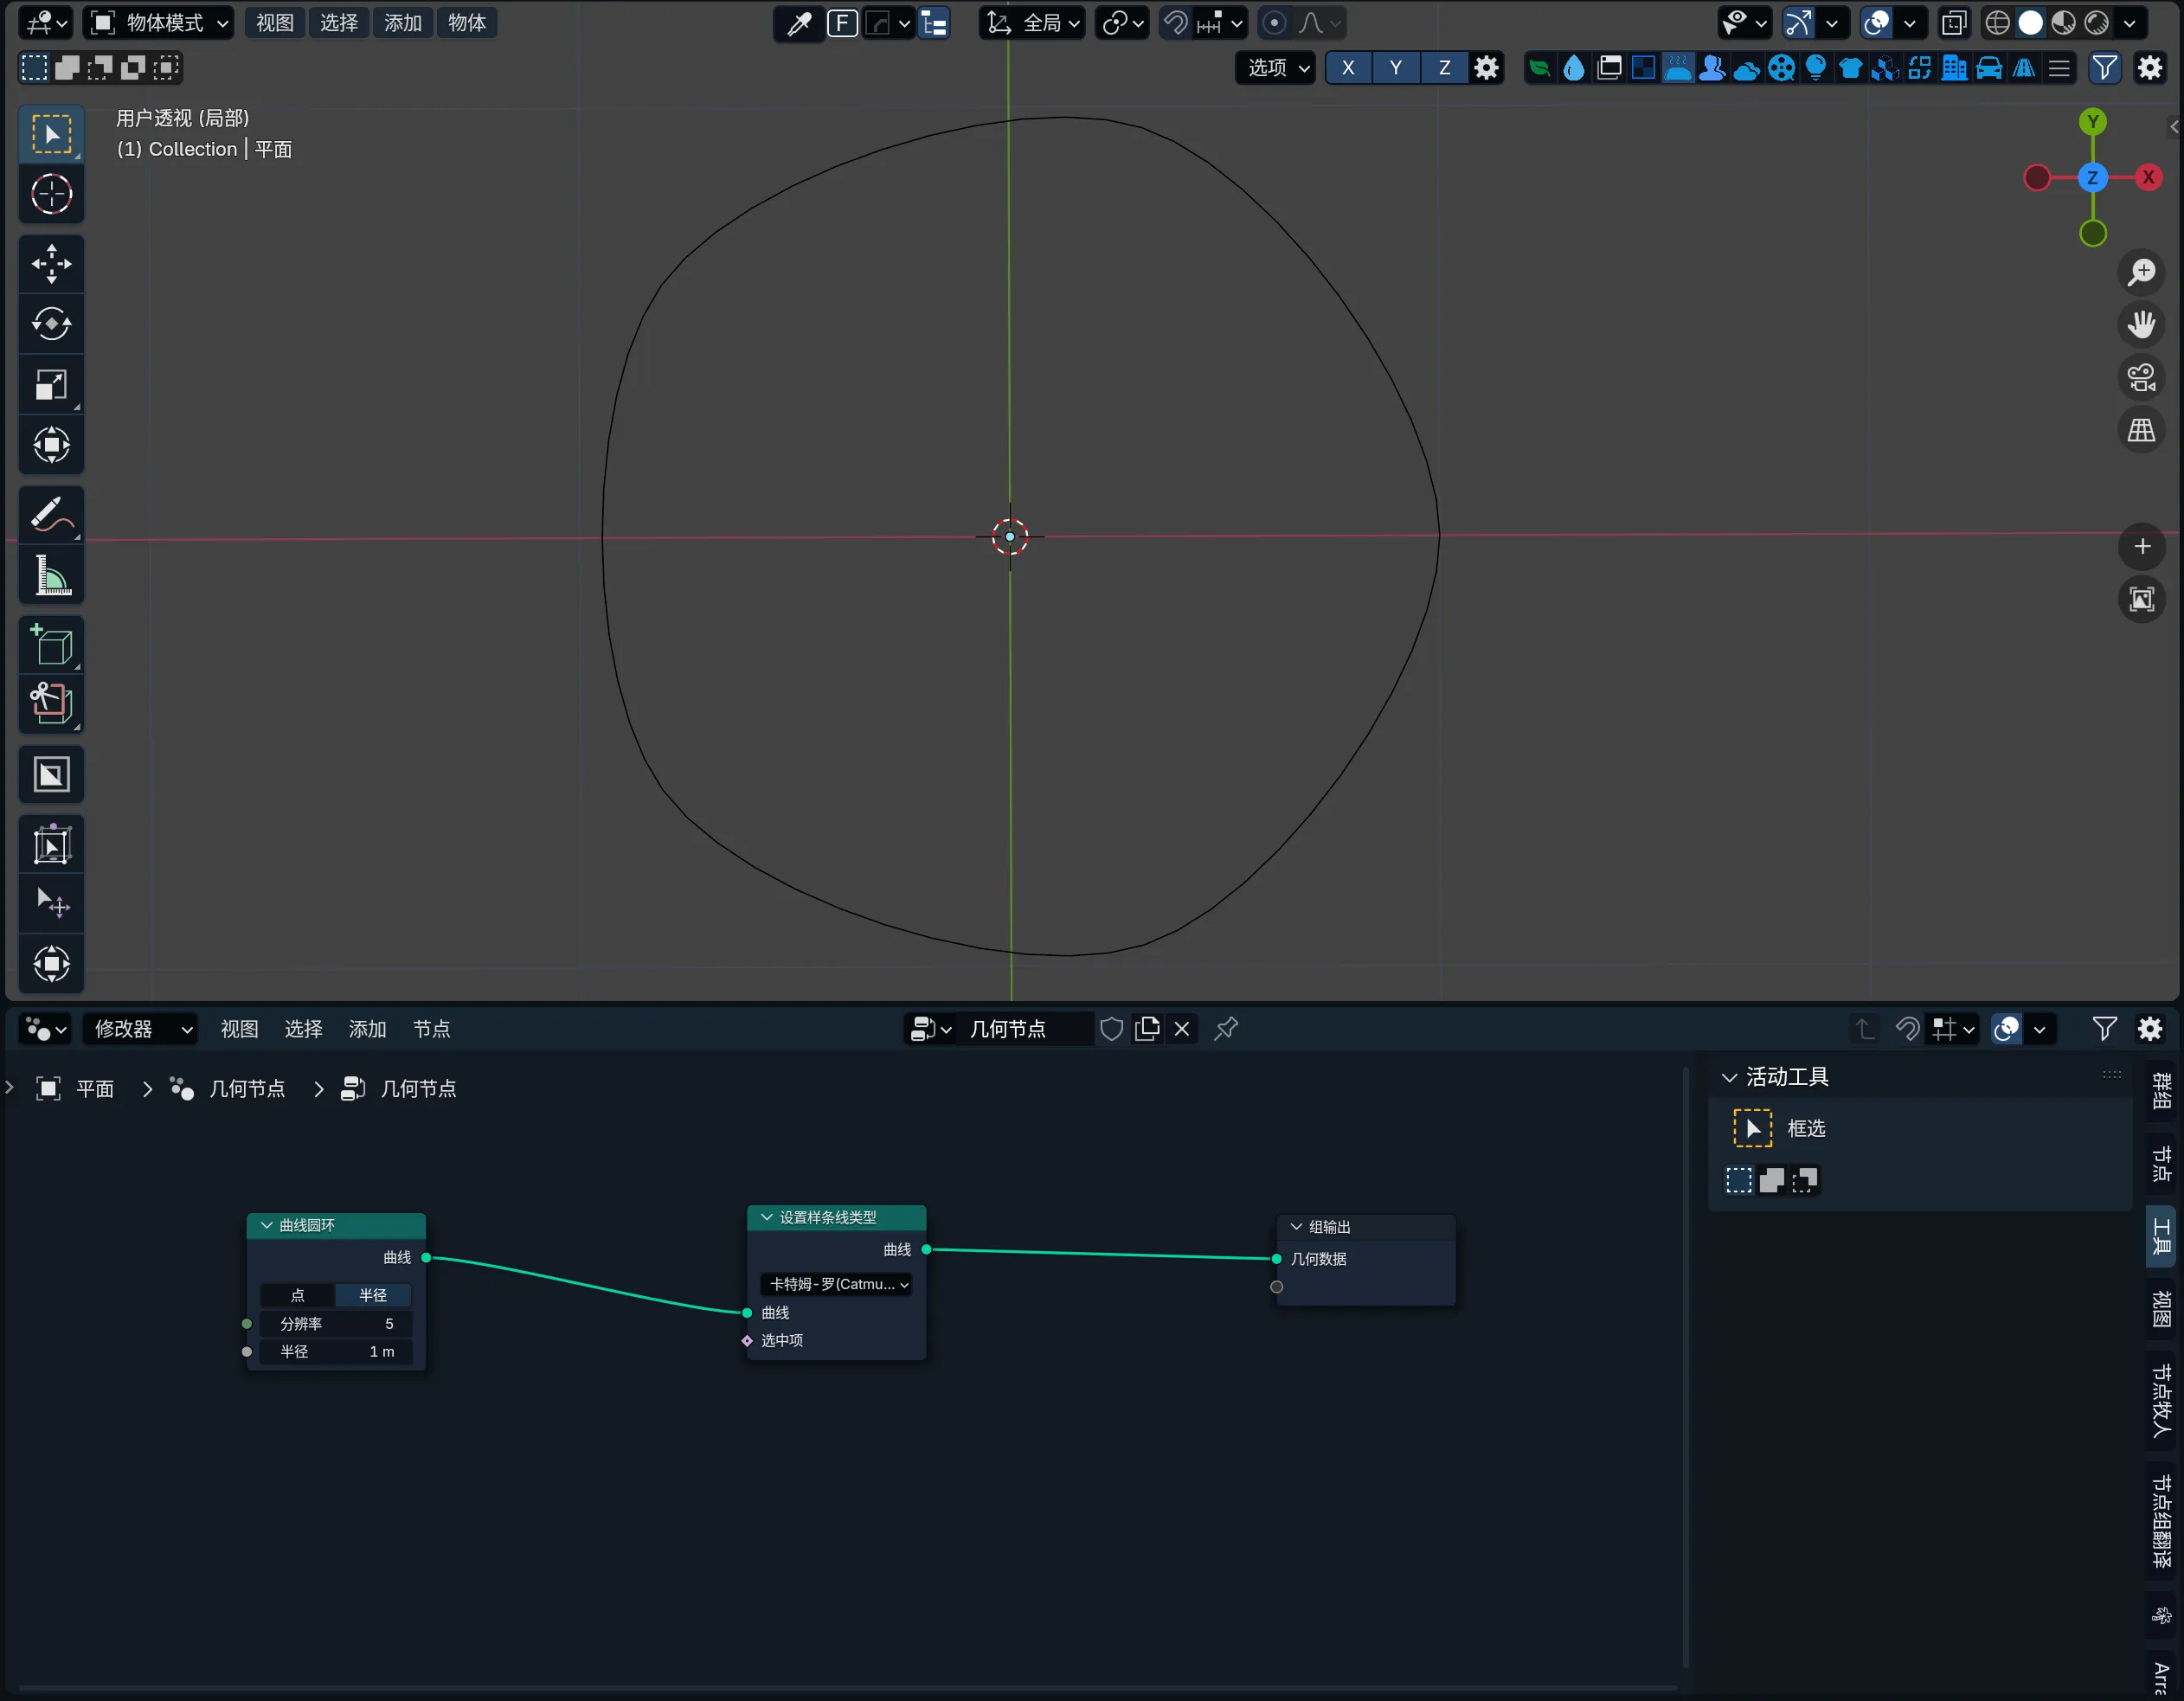 物体模式 视图 选择 添加 物体 F 全局
选项 X Y Z
用户透视 (局部)
(1) Collection | 平面
Y
Z X
修改器 视图 选择 添加 节点 几何节点
平面 几何节点 几何节点
活动工具
框选
曲线圆环
曲线
点 半径
分辨率 5
半径 1 m
设置样条线类型
曲线
卡特姆-罗(Catmu...
曲线
选中项
组输出
几何数据
群组
节点
工具
视图
节点牧人
节点组翻译
Arra